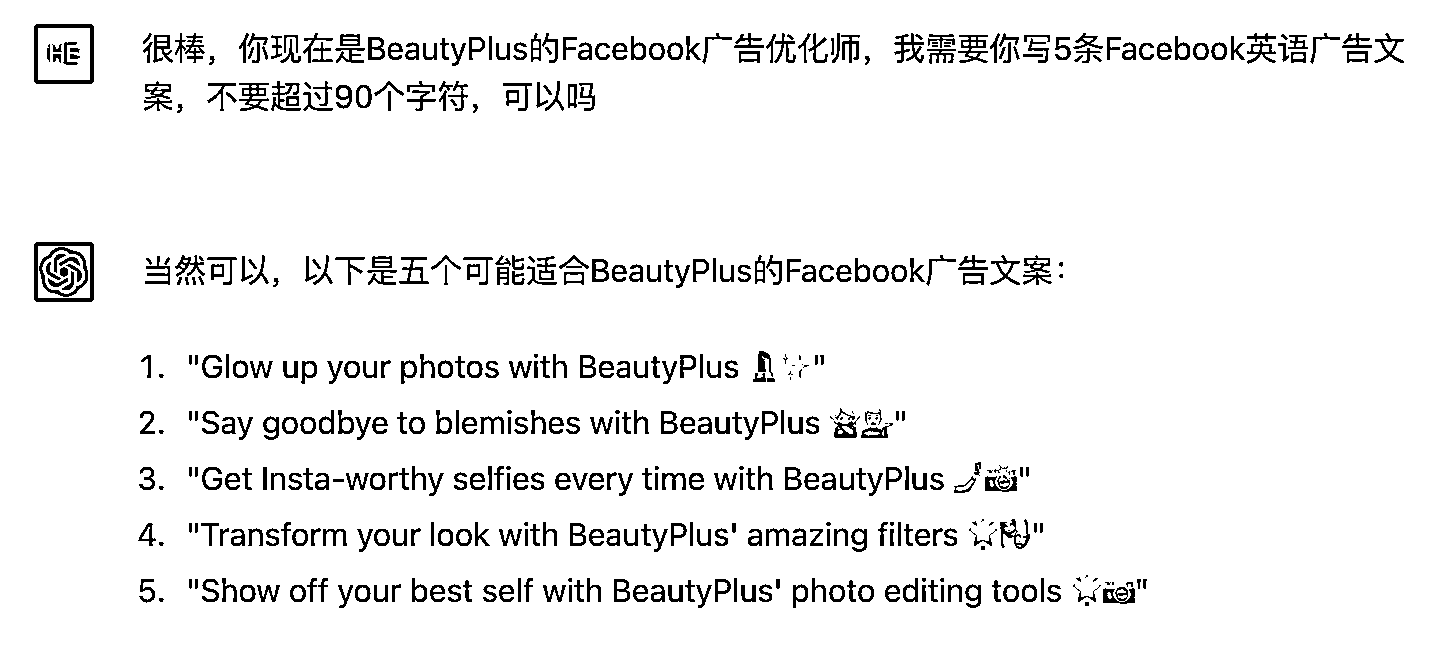 很棒，你现在是BeautyPlus的Facebook广告优化师，我需要你写5条Facebook英语广告文
案，不要超过90个字符，可以吗
当然可以，以下是五个可能适合BeautyPlus的Facebook广告文案：
1. "Glow up your photos with BeautyPlus "
2. "Say goodbye to blemishes with BeautyPlus "
3. "Get Insta-worthy selfies every time with BeautyPlus 🤳📷"
4. "Transform your look with BeautyPlus' amazing filters "
5. "Show off your best self with BeautyPlus' photo editing tools "